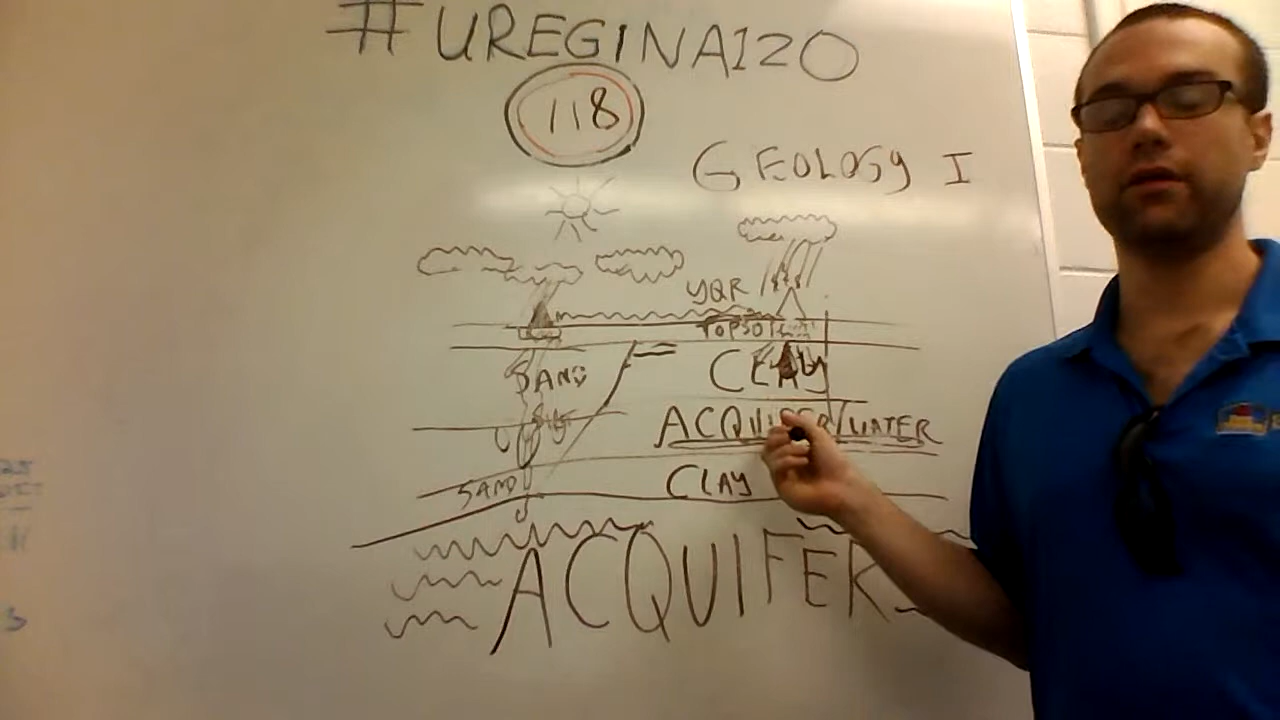 #UREGINA120
118
GEOLOGY I
YQR
TOPSOIL
SAND CLAY
ACQUIFER/WATER
SAND CLAY
ACQUIFER